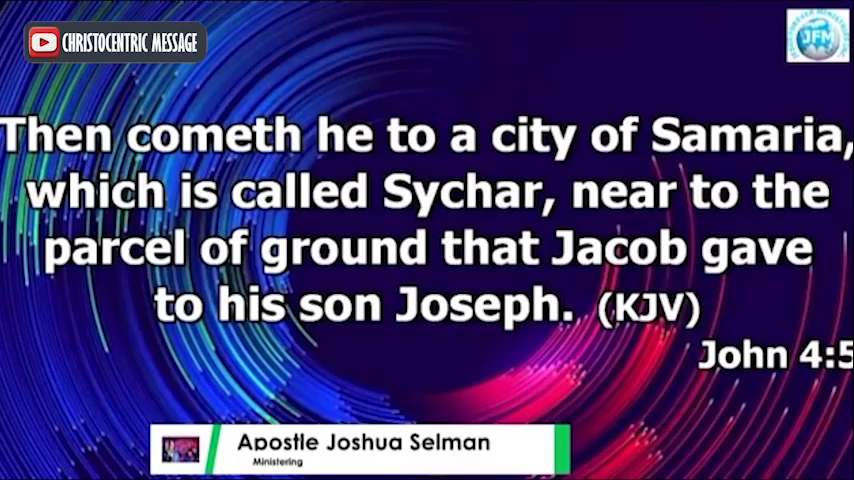 CHRISTOCENTRIC MESSAGE
JFM
Then cometh he to a city of Samaria,
which is called Sychar, near to the
parcel of ground that Jacob gave
to his son Joseph. (KJV)
John 4:5
Apostle Joshua Selman
Ministering